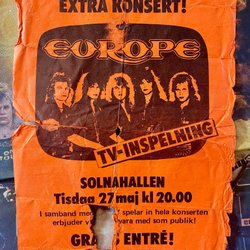 EXTRA KONSERT!
EUROPE
TV-INSPELNING
SOLNAHALLEN
Tisdag 27 maj kl 20.00
I samband med spelar in hela konserten
erbjuder vara med som publik!
GRATIS ENTRÉ!